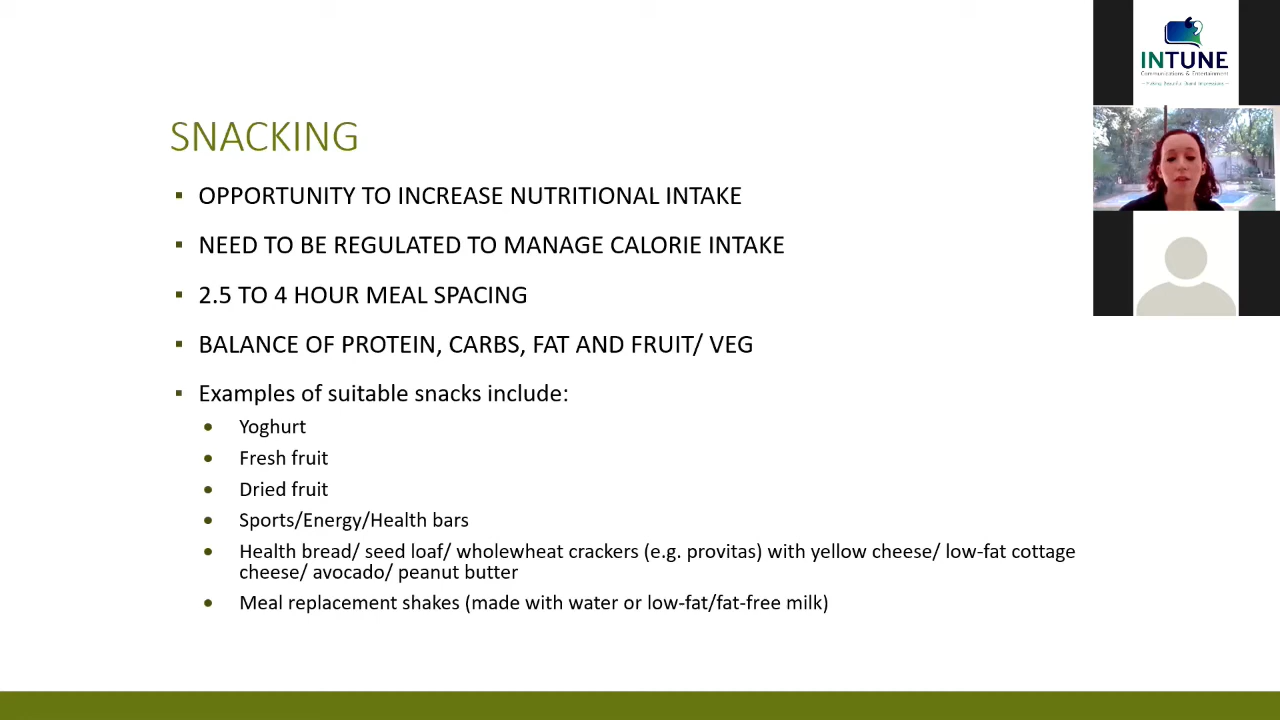 SNACKING
▪ OPPORTUNITY TO INCREASE NUTRITIONAL INTAKE
▪ NEED TO BE REGULATED TO MANAGE CALORIE INTAKE
▪ 2.5 TO 4 HOUR MEAL SPACING
▪ BALANCE OF PROTEIN, CARBS, FAT AND FRUIT/ VEG
▪ Examples of suitable snacks include:
• Yoghurt
• Fresh fruit
• Dried fruit
• Sports/Energy/Health bars
• Health bread/ seed loaf/ wholewheat crackers (e.g. provitas) with yellow cheese/ low-fat cottage
cheese/ avocado/ peanut butter
• Meal replacement shakes (made with water or low-fat/fat-free milk)
INTUNE
Communications & Entertainment